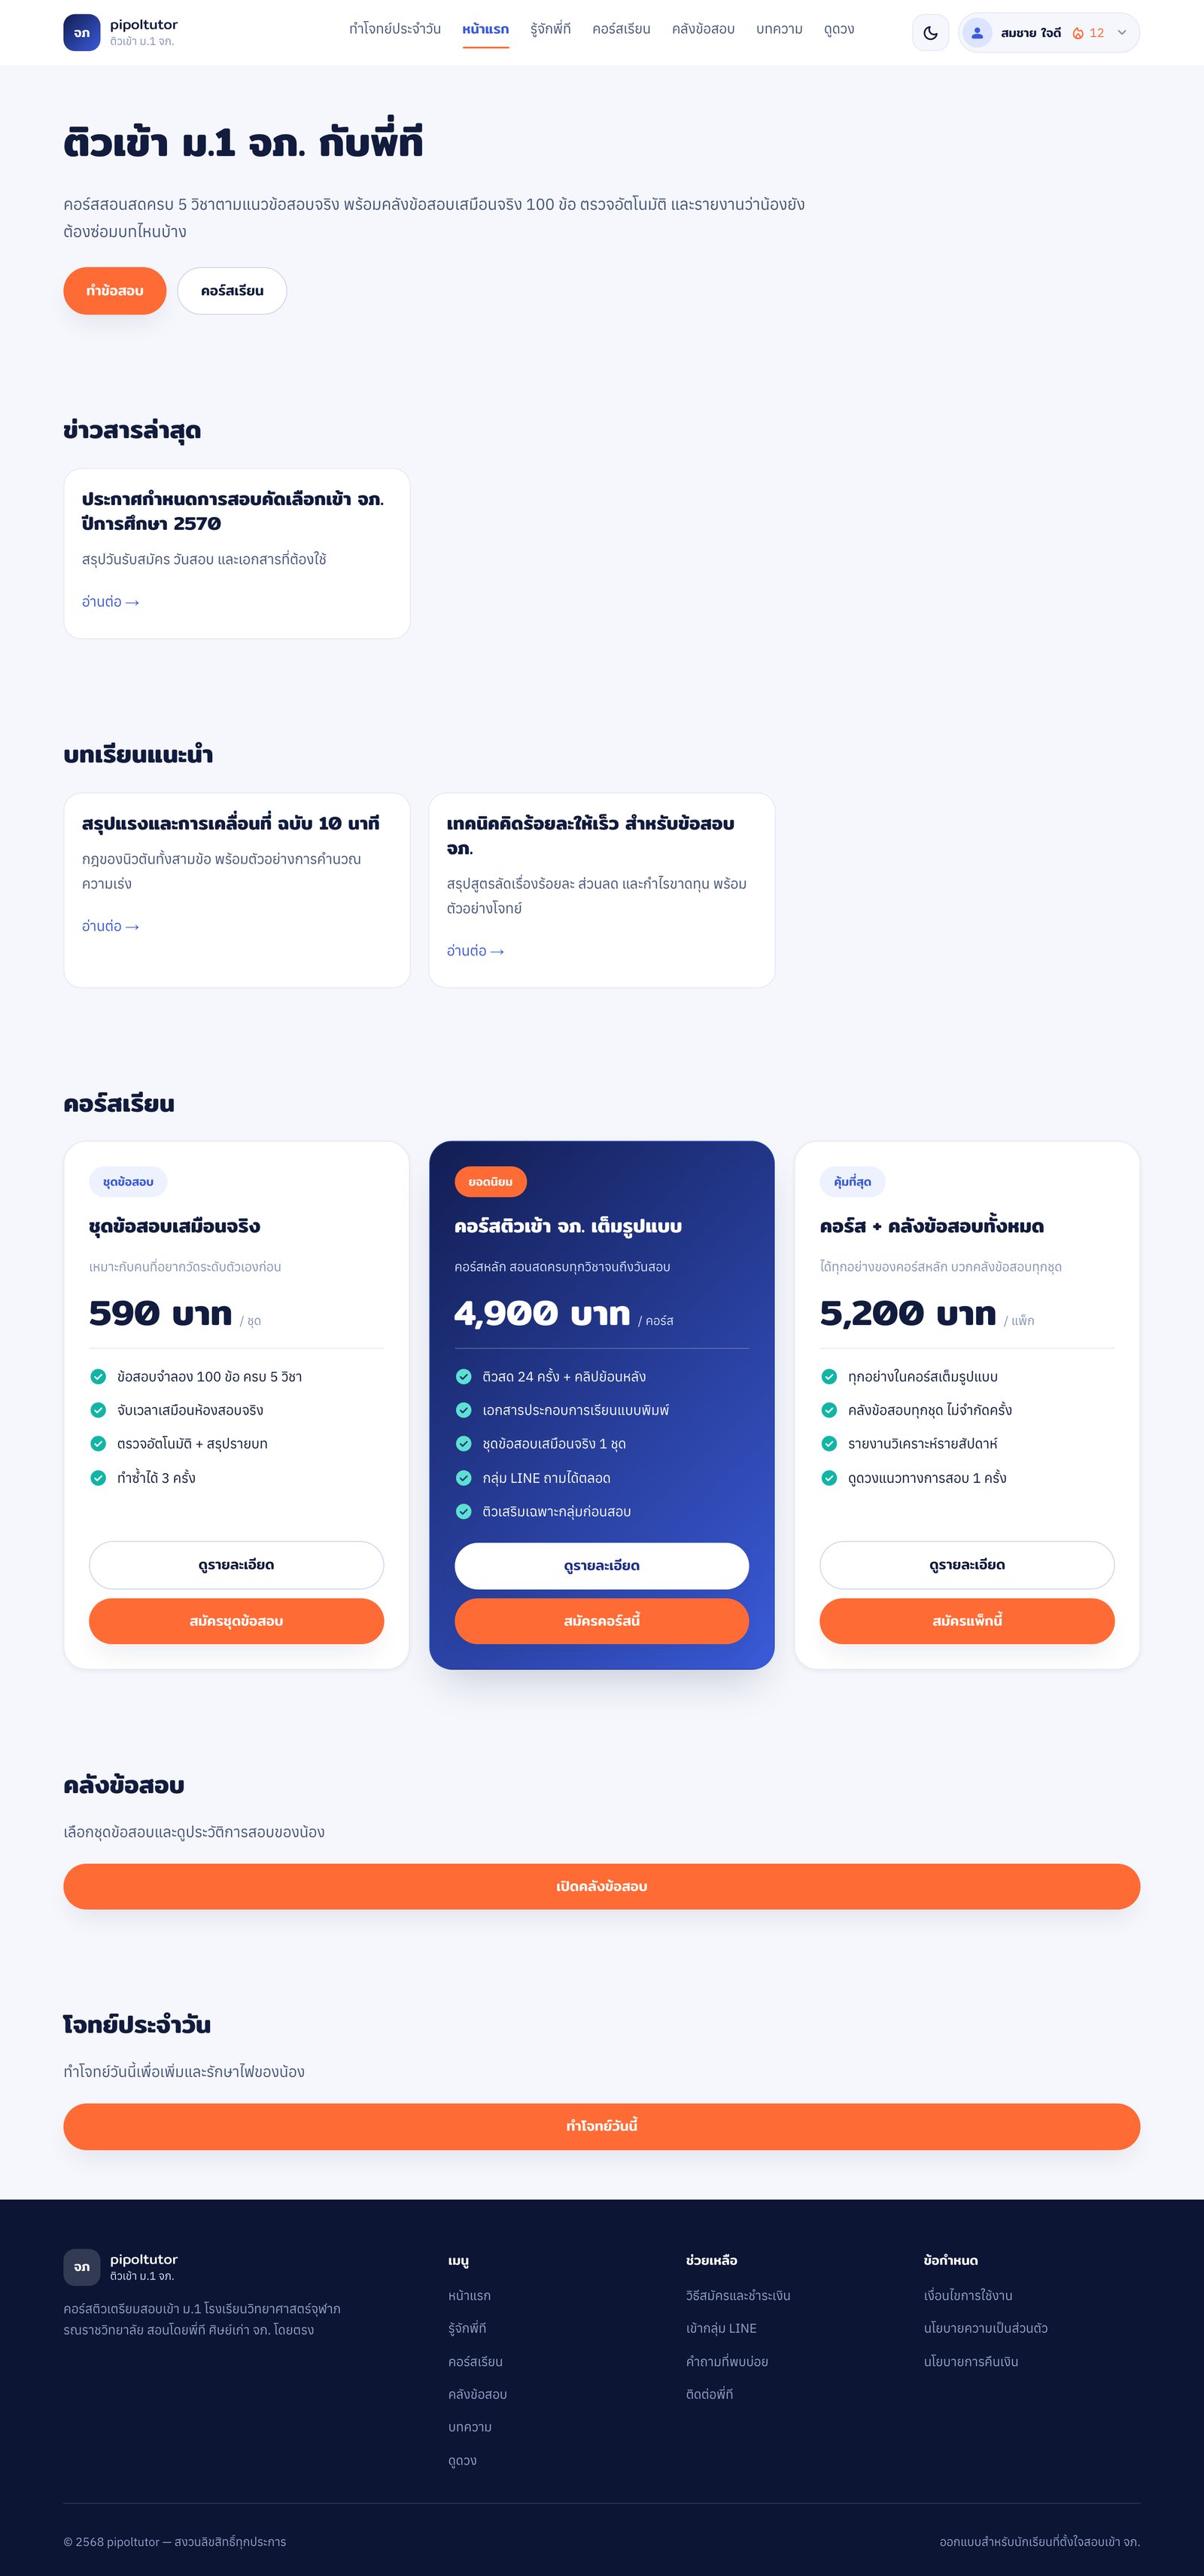 จภ
pipoltutor
ติวเข้า ม.1 จภ.
ทำโจทย์ประจำวัน
หน้าแรก
รู้จักพี่ที
คอร์สเรียน
คลังข้อสอบ
บทความ
ดูดวง
สมชาย ใจดี
12
ติวเข้า ม.1 จภ. กับพี่ที
คอร์สสอนสดครบ 5 วิชาตามแนวข้อสอบจริง พร้อมคลังข้อสอบเสมือนจริง 100 ข้อ ตรวจอัตโนมัติ และรายงานว่าน้องยัง
ต้องซ่อมบทไหนบ้าง
ทำข้อสอบ
คอร์สเรียน
ข่าวสารล่าสุด
ประกาศกำหนดการสอบคัดเลือกเข้า จภ.
ปีการศึกษา 2570
สรุปวันรับสมัคร วันสอบ และเอกสารที่ต้องใช้
อ่านต่อ →
บทเรียนแนะนำ
สรุปแรงและการเคลื่อนที่ ฉบับ 10 นาที
กฎของนิวตันทั้งสามข้อ พร้อมตัวอย่างการคำนวณ
ความเร่ง
อ่านต่อ →
เทคนิคคิดร้อยละให้เร็ว สำหรับข้อสอบ
จภ.
สรุปสูตรลัดเรื่องร้อยละ ส่วนลด และกำไรขาดทุน พร้อม
ตัวอย่างโจทย์
อ่านต่อ →
คอร์สเรียน
ชุดข้อสอบ
ชุดข้อสอบเสมือนจริง
เหมาะกับคนที่อยากวัดระดับตัวเองก่อน
590 บาท / ชุด
ข้อสอบจำลอง 100 ข้อ ครบ 5 วิชา
จับเวลาเสมือนห้องสอบจริง
ตรวจอัตโนมัติ + สรุปรายบท
ทำซ้ำได้ 3 ครั้ง
ดูรายละเอียด
สมัครชุดข้อสอบ
ยอดนิยม
คอร์สติวเข้า จภ. เต็มรูปแบบ
คอร์สหลัก สอนสดครบทุกวิชาจนถึงวันสอบ
4,900 บาท / คอร์ส
ติวสด 24 ครั้ง + คลิปย้อนหลัง
เอกสารประกอบการเรียนแบบพิมพ์
ชุดข้อสอบเสมือนจริง 1 ชุด
กลุ่ม LINE ถามได้ตลอด
ติวเสริมเฉพาะกลุ่มก่อนสอบ
ดูรายละเอียด
สมัครคอร์สนี้
คุ้มที่สุด
คอร์ส + คลังข้อสอบทั้งหมด
ได้ทุกอย่างของคอร์สหลัก บวกคลังข้อสอบทุกชุด
5,200 บาท / แพ็ก
ทุกอย่างในคอร์สเต็มรูปแบบ
คลังข้อสอบทุกชุด ไม่จำกัดครั้ง
รายงานวิเคราะห์รายสัปดาห์
ดูดวงแนวทางการสอบ 1 ครั้ง
ดูรายละเอียด
สมัครแพ็กนี้
คลังข้อสอบ
เลือกชุดข้อสอบและดูประวัติการสอบของน้อง
เปิดคลังข้อสอบ
โจทย์ประจำวัน
ทำโจทย์วันนี้เพื่อเพิ่มและรักษาไฟของน้อง
ทำโจทย์วันนี้
จภ
pipoltutor
ติวเข้า ม.1 จภ.
คอร์สติวเตรียมสอบเข้า ม.1 โรงเรียนวิทยาศาสตร์จุฬาภ
รณราชวิทยาลัย สอนโดยพี่ที ศิษย์เก่า จภ. โดยตรง
เมนู
หน้าแรก
รู้จักพี่ที
คอร์สเรียน
คลังข้อสอบ
บทความ
ดูดวง
ช่วยเหลือ
วิธีสมัครและชำระเงิน
เข้ากลุ่ม LINE
คำถามที่พบบ่อย
ติดต่อพี่ที
ข้อกำหนด
เงื่อนไขการใช้งาน
นโยบายความเป็นส่วนตัว
นโยบายการคืนเงิน
© 2568 pipoltutor — สงวนลิขสิทธิ์ทุกประการ
ออกแบบสำหรับนักเรียนที่ตั้งใจสอบเข้า จภ.